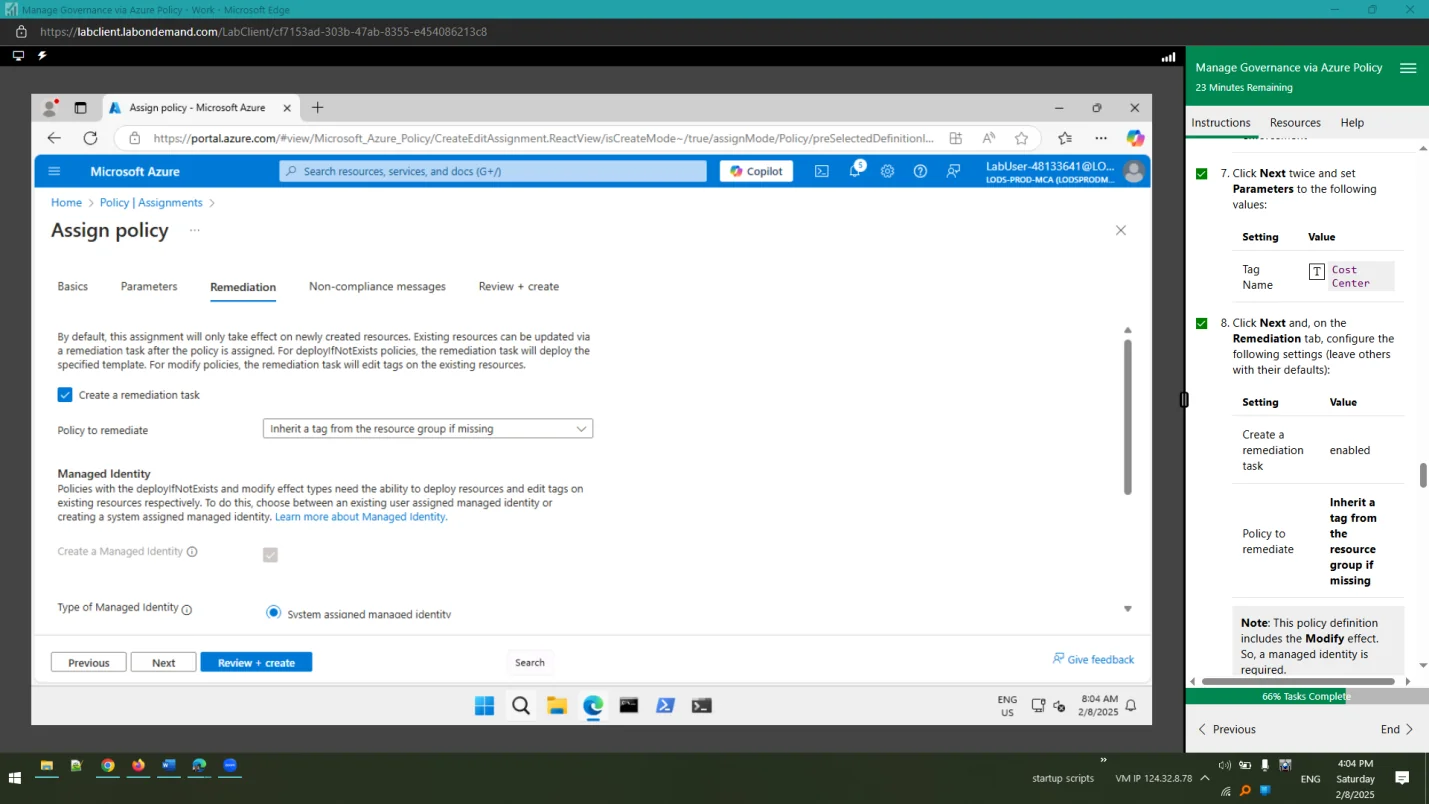 Manage Governance via Azure Policy - Work - Microsoft Edge
https://labclient.labondemand.com/LabClient/cf7153ad-303b-47ab-8355-e454086213c8
Assign policy - Microsoft Azure
https://portal.azure.com/#view/Microsoft_Azure_Policy/CreateEditAssignment.ReactView/isCreateMode~/true/assignMode/Policy/preSelectedDefinitionI...
Microsoft Azure
Search resources, services, and docs (G+/)
Copilot
5
LabUser-48133641@LO...
LODS-PROD-MCA (LODSPRODM...
Home > Policy | Assignments >
Assign policy ...
Basics Parameters Remediation Non-compliance messages Review + create
By default, this assignment will only take effect on newly created resources. Existing resources can be updated via
a remediation task after the policy is assigned. For deployIfNotExists policies, the remediation task will deploy the
specified template. For modify policies, the remediation task will edit tags on the existing resources.
Create a remediation task
Policy to remediate
Inherit a tag from the resource group if missing
Managed Identity
Policies with the deployIfNotExists and modify effect types need the ability to deploy resources and edit tags on
existing resources respectively. To do this, choose between an existing user assigned managed identity or
creating a system assigned managed identity. Learn more about Managed Identity.
Create a Managed Identity
Type of Managed Identity
System assigned managed identity
Previous
Next
Review + create
Search
Give feedback
ENG
US
8:04 AM
2/8/2025
Manage Governance via Azure Policy
23 Minutes Remaining
Instructions Resources Help
7. Click Next twice and set
Parameters to the following
values:
Setting Value
Tag
Name
T
Cost
Center
8. Click Next and, on the
Remediation tab, configure the
following settings (leave others
with their defaults):
Setting Value
Create a
remediation
task
enabled
Policy to
remediate
Inherit a
tag from
the
resource
group if
missing
Note: This policy definition
includes the Modify effect.
So, a managed identity is
required.
66% Tasks Complete
Previous
End
startup scripts
VM IP 124.32.8.78
ENG
4:04 PM
Saturday
2/8/2025